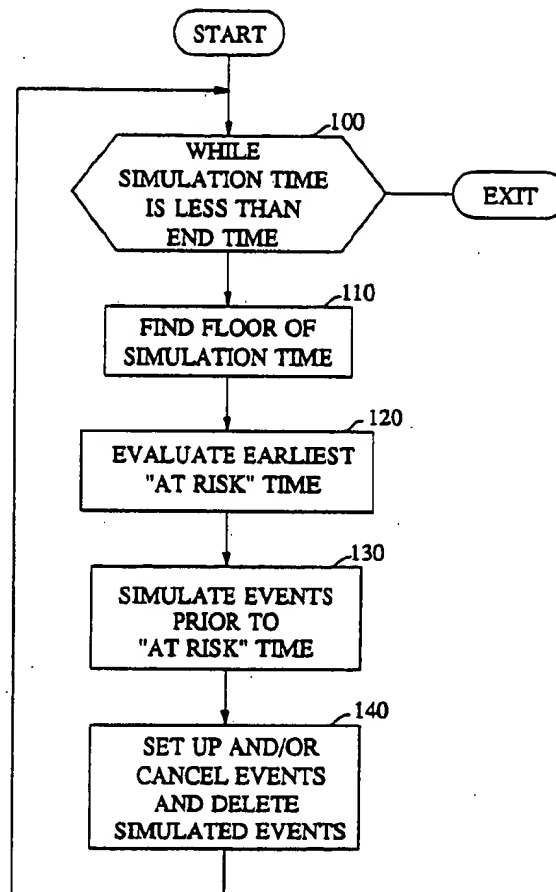 START
100
WHILE
SIMULATION TIME
IS LESS THAN
END TIME
EXIT
110
FIND FLOOR OF
SIMULATION TIME
120
EVALUATE EARLIEST
"AT RISK" TIME
130
SIMULATE EVENTS
PRIOR TO
"AT RISK" TIME
140
SET UP AND/OR
CANCEL EVENTS
AND DELETE
SIMULATED EVENTS